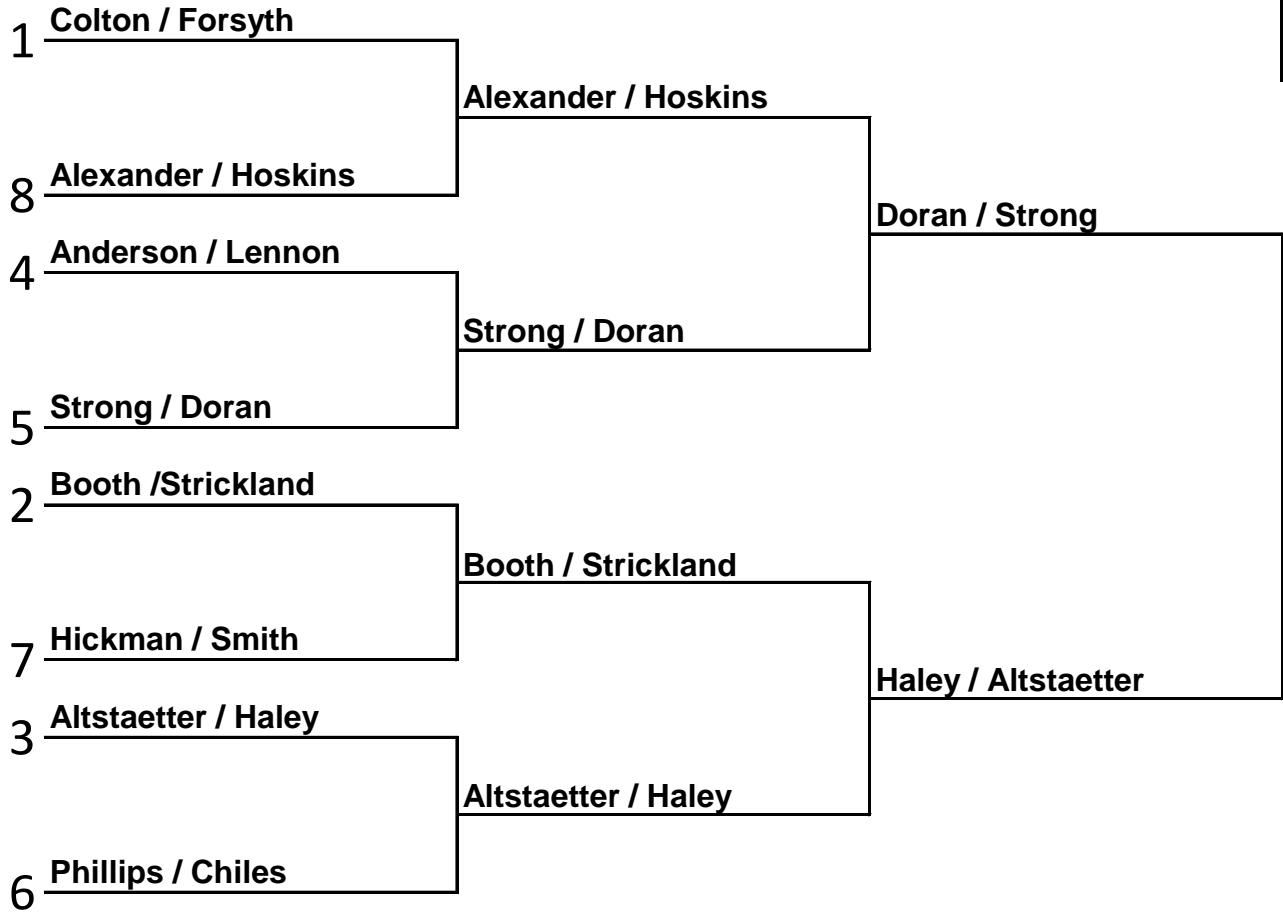 1 Colton / Forsyth
Alexander / Hoskins
8 Alexander / Hoskins
Doran / Strong
4 Anderson / Lennon
Strong / Doran
5 Strong / Doran
2 Booth /Strickland
Booth / Strickland
7 Hickman / Smith
Haley / Altstaetter
3 Altstaetter / Haley
Altstaetter / Haley
6 Phillips / Chiles